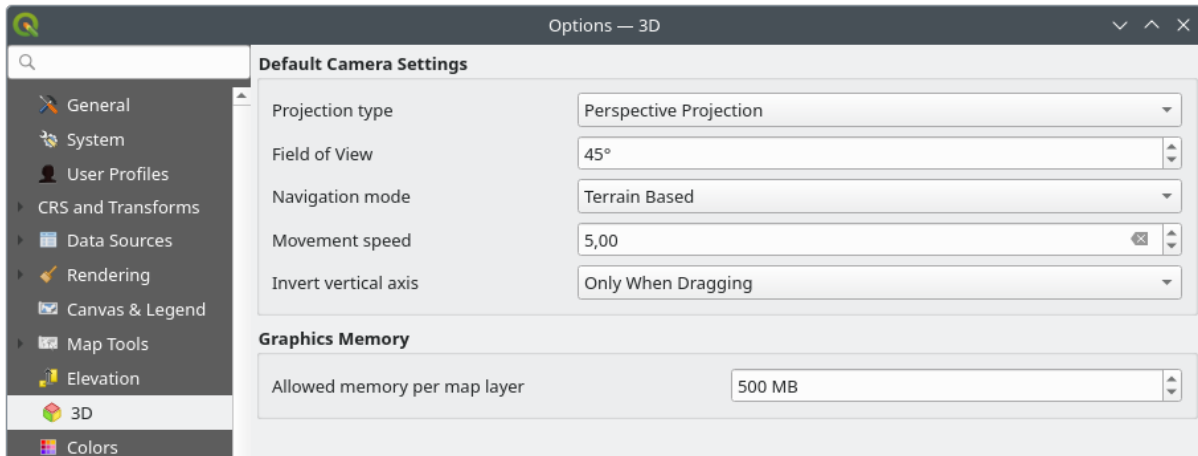 Options — 3D
General
System
User Profiles
CRS and Transforms
Data Sources
Rendering
Canvas & Legend
Map Tools
Elevation
3D
Colors
Default Camera Settings
Projection type Perspective Projection
Field of View 45°
Navigation mode Terrain Based
Movement speed 5,00
Invert vertical axis Only When Dragging
Graphics Memory
Allowed memory per map layer 500 MB